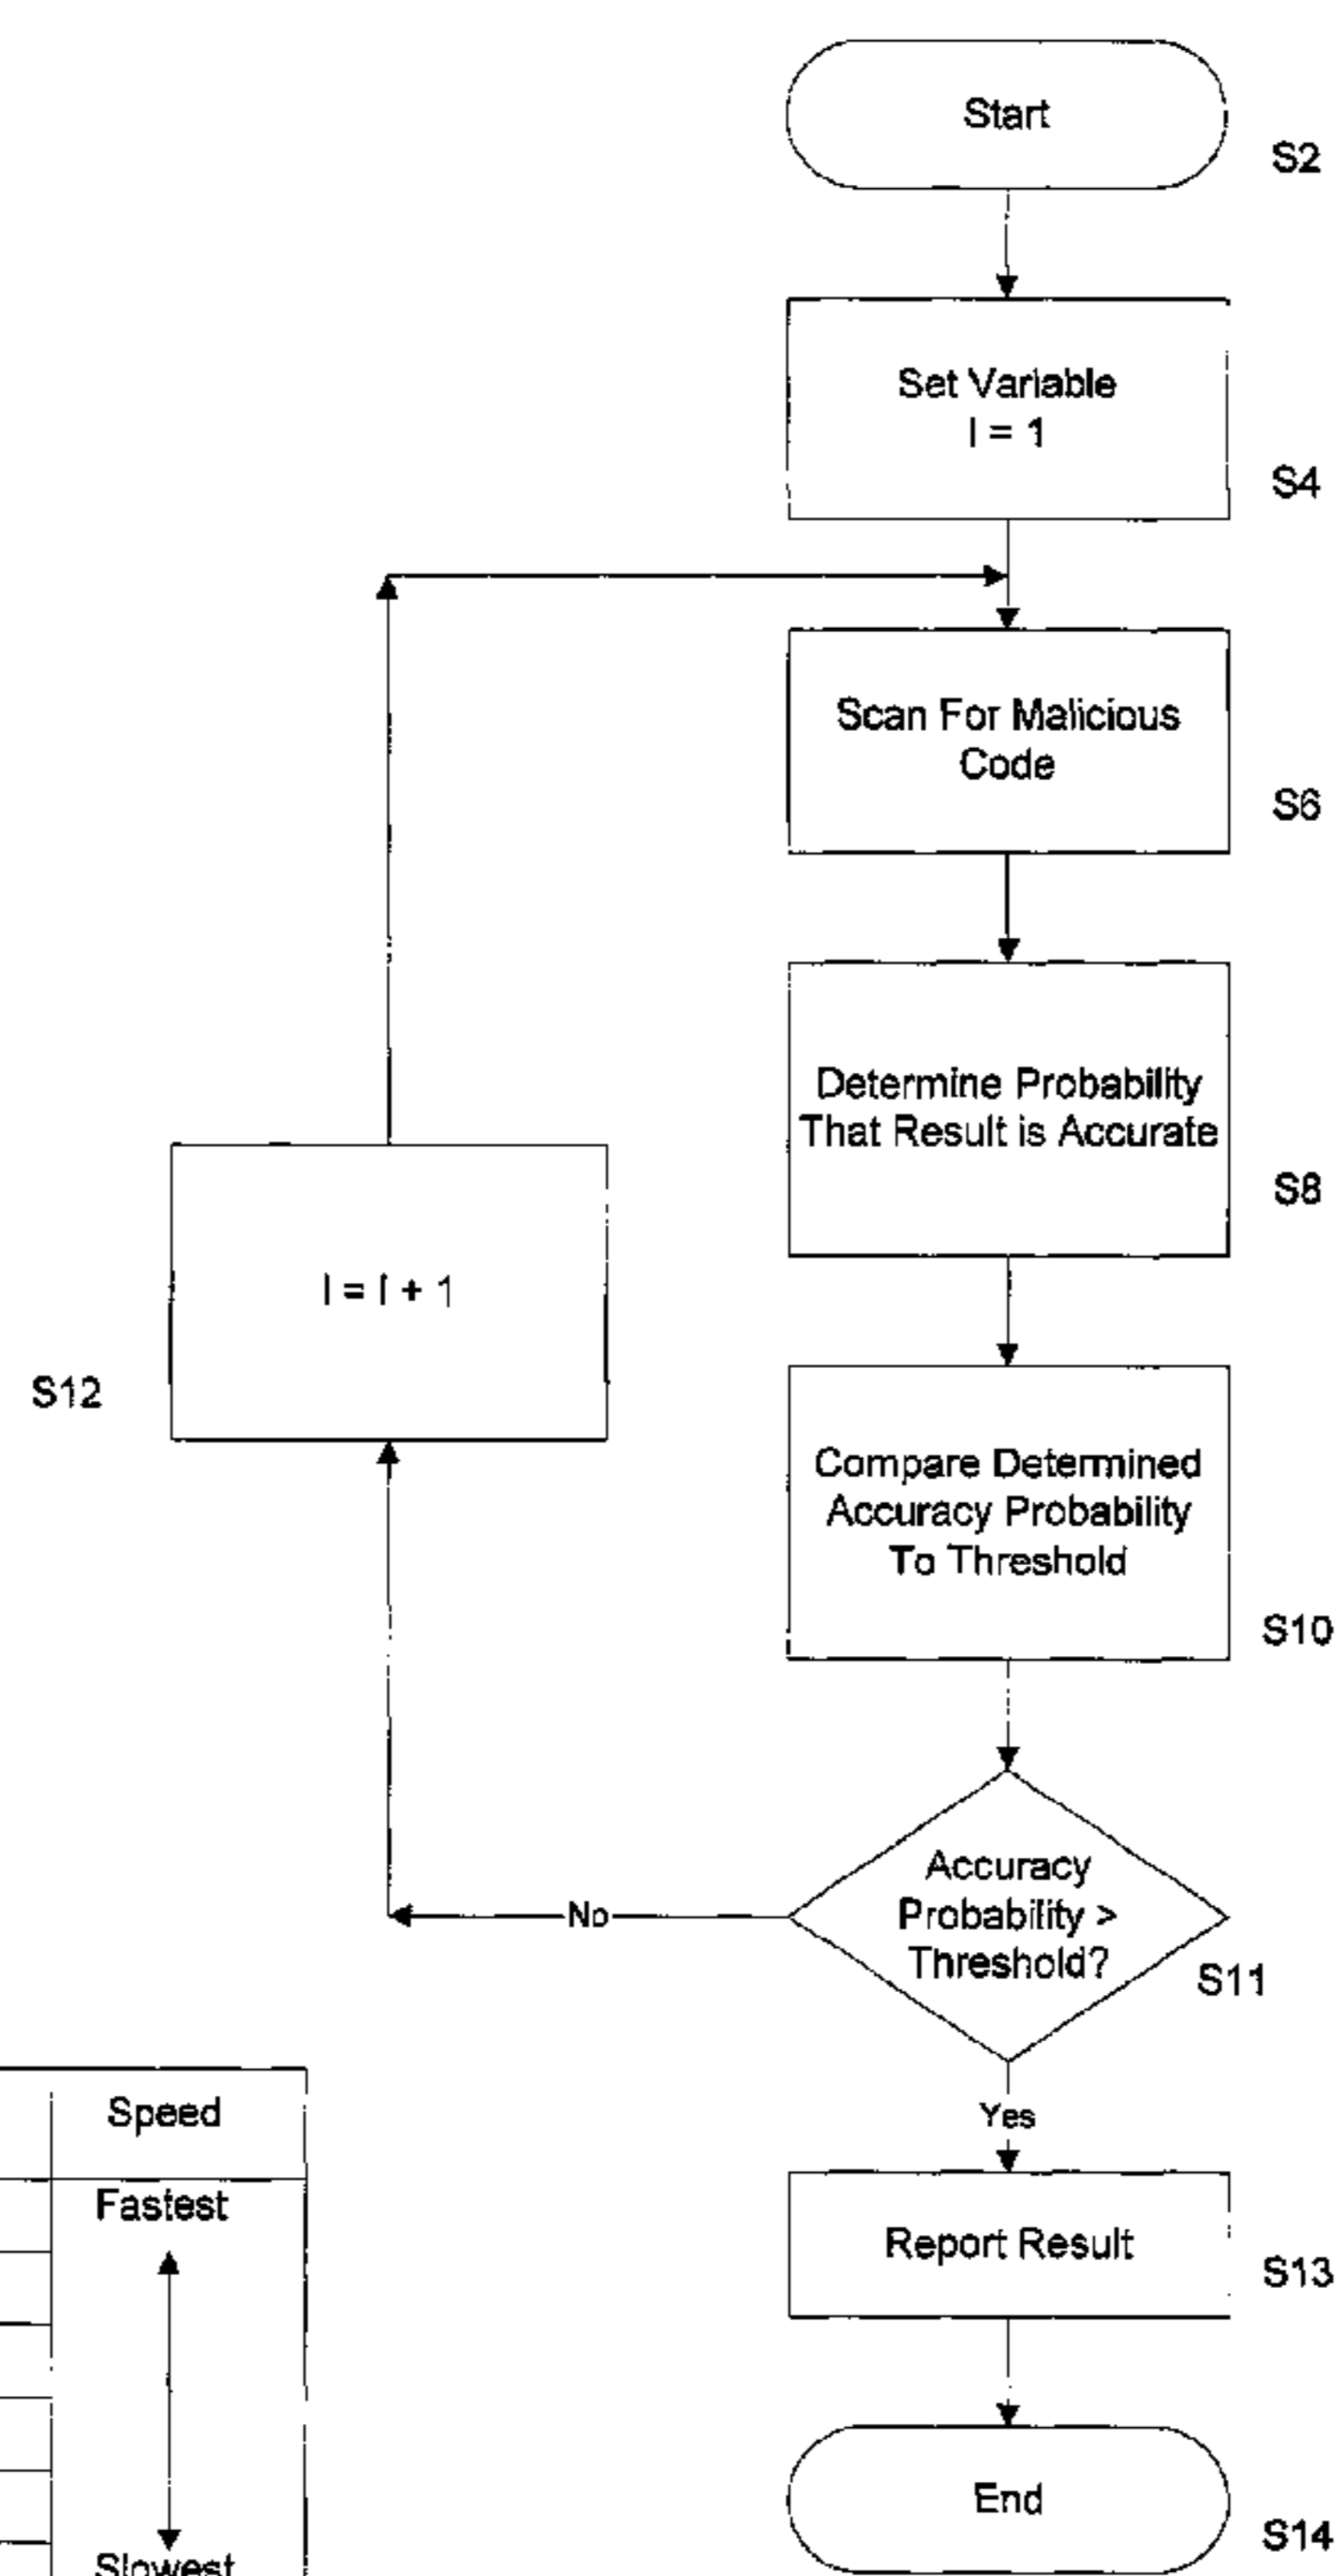 Start
S2
Set Variable
I = 1
S4
Scan For Malicious
Code
S6
Determine Probability
That Result is Accurate
S8
I = I + 1
S12
Compare Determined
Accuracy Probability
To Threshold
S10
Accuracy
Probability >
Threshold?
S11
No
Yes
Report Result
S13
End
S14
Speed
Fastest
Slowest